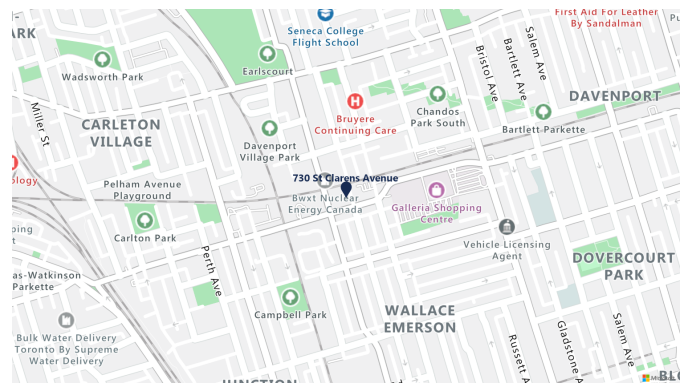 First Aid For Leather
By Sandalman
ARK
Seneca College
Flight School
Wadsworth Park
Earlscourt
Salem Ave
Bartlett Ave
Bristol Ave
DAVENPORT
Miller St
CARLETON
VILLAGE
Bruyere
Continuing Care
Chandos
Park South
Bartlett Parkette
Davenport
Village Park
ology
730 St Clarens Avenue
Pelham Avenue
Playground
Bwxt Nuclear
Energy Canada
Galleria Shopping
Centre
ping
nt
Carlton Park
Vehicle Licensing
Agent
Perth Ave
DOVERCOURT
PARK
as-Watkinson
Parkette
Campbell Park
WALLACE
EMERSON
Bulk Water Delivery
Toronto By Supreme
Water Delivery
Russett A
Gladstone A
Salem Ave
JUNCTION
BLO